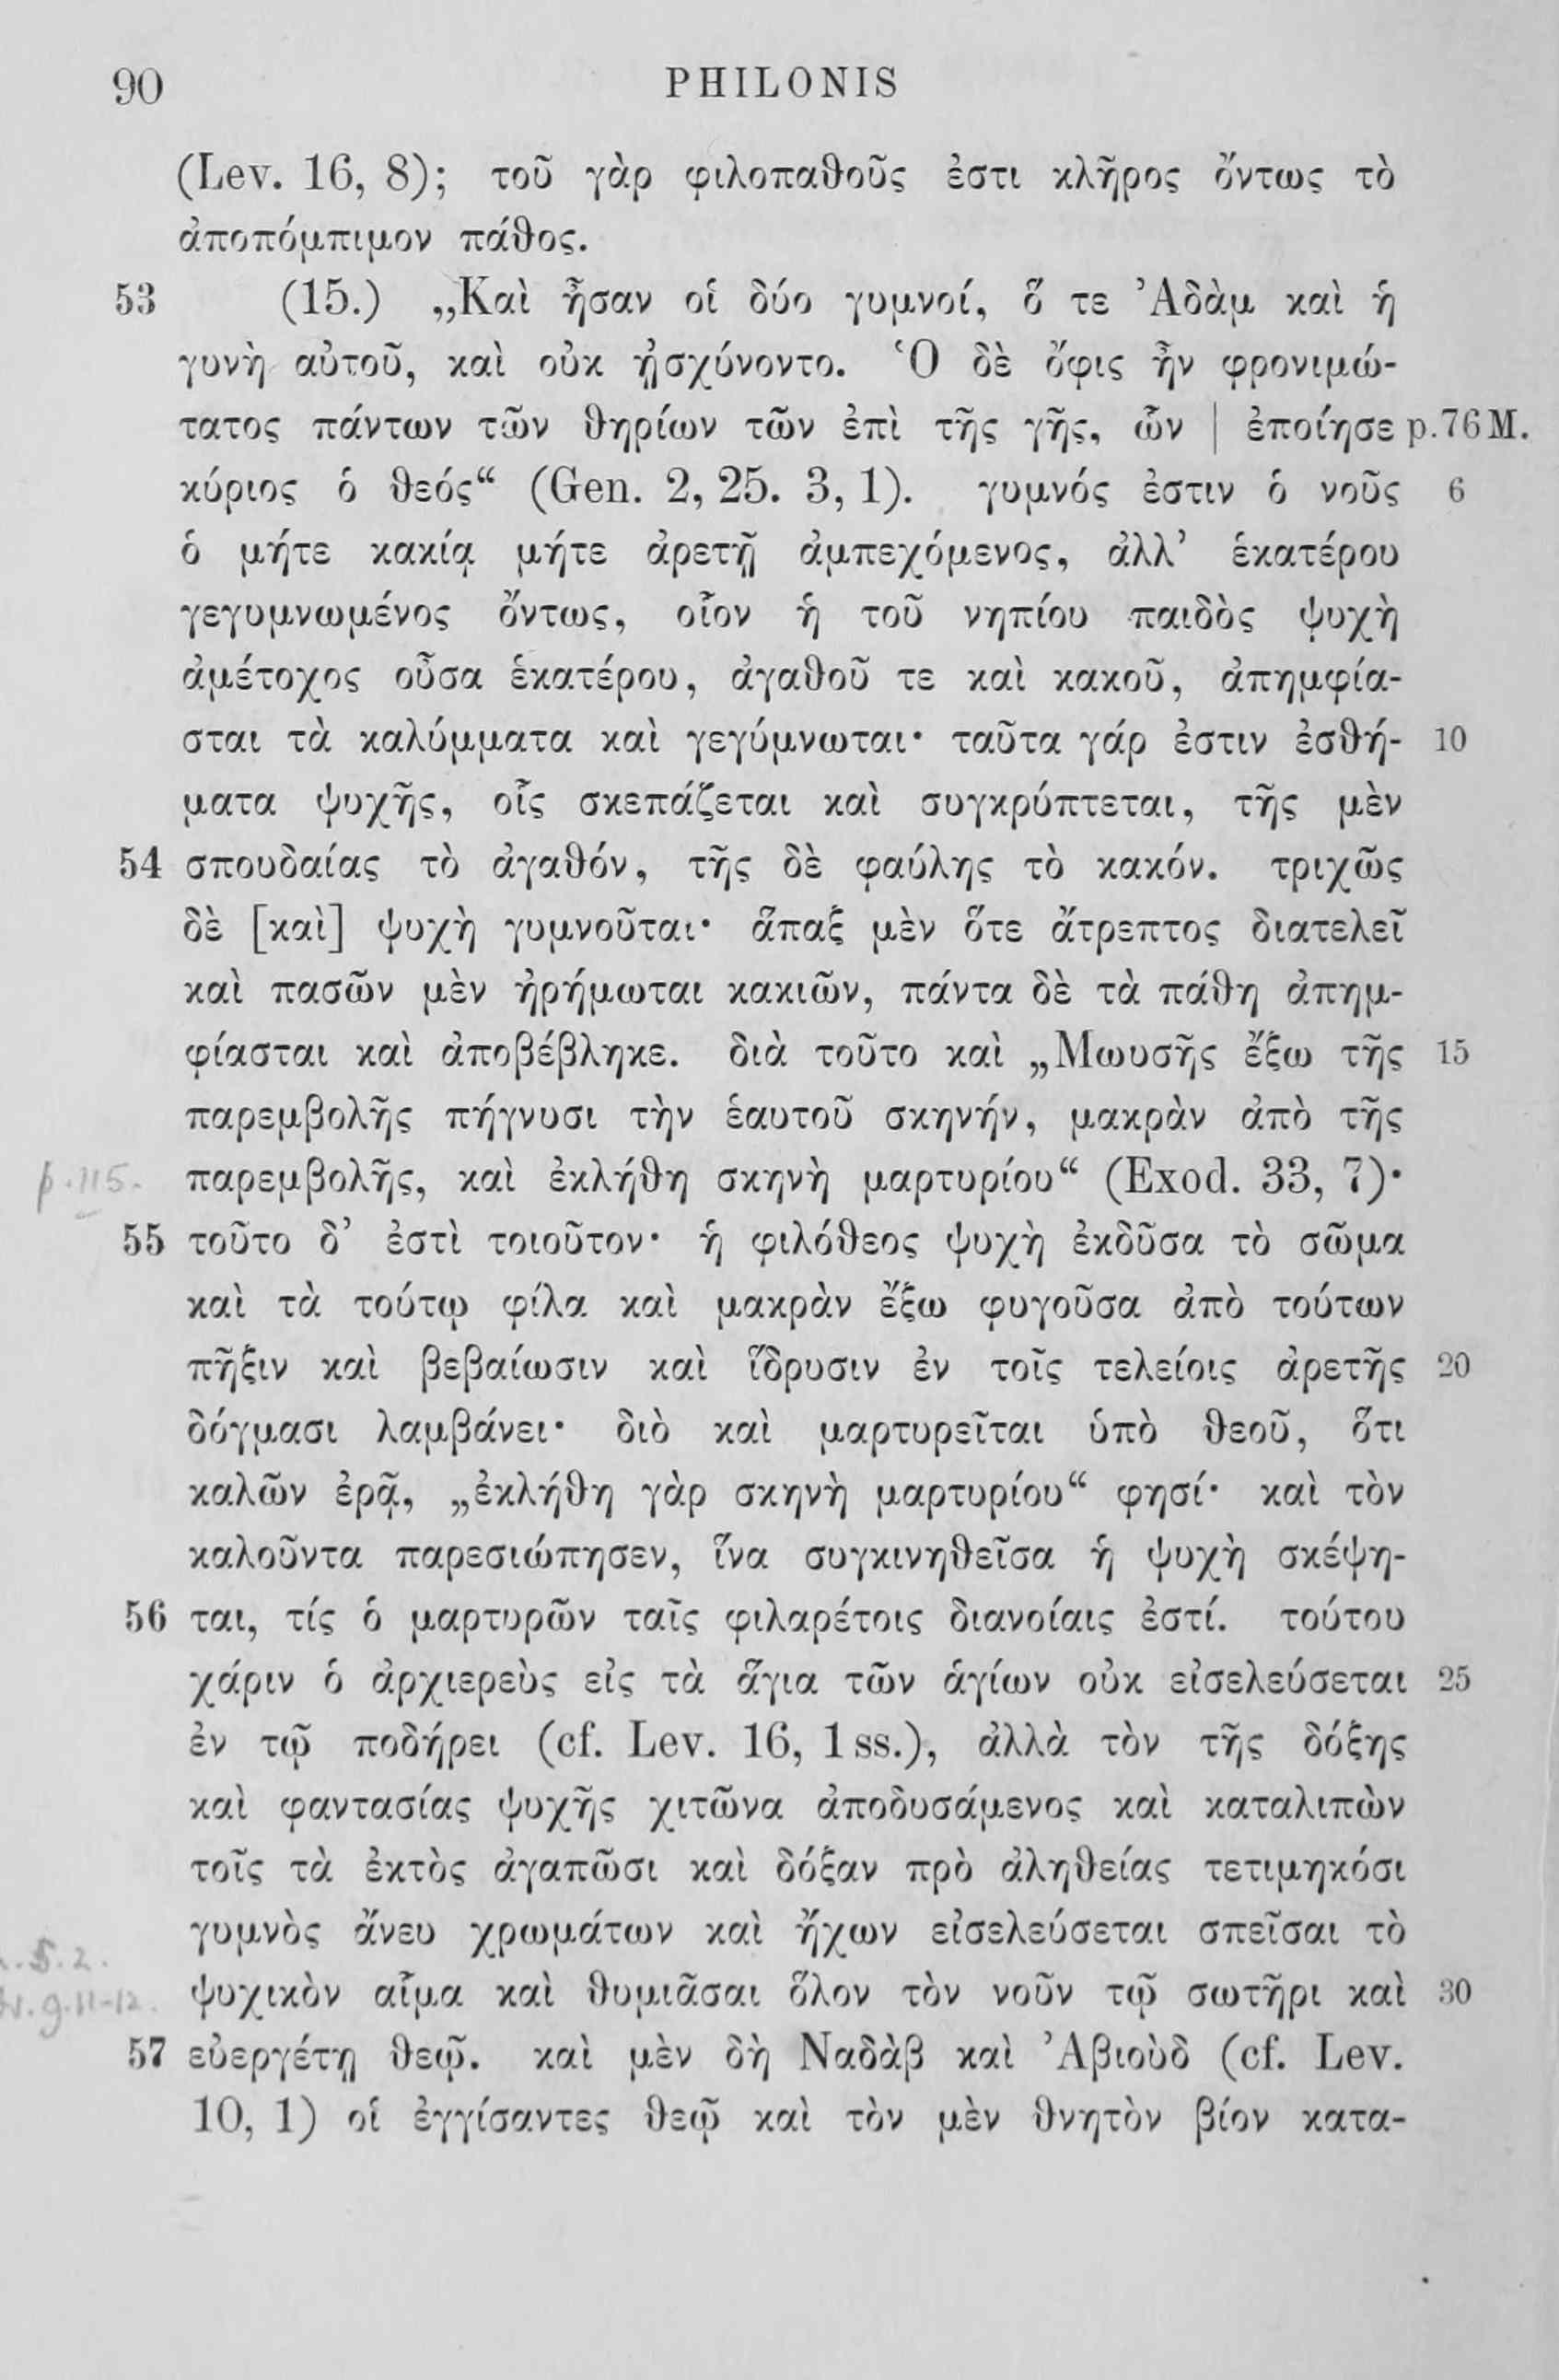 90 PHILONIS
(Lev. 16, 8); τοῦ γὰρ φιλοπαθοῦς ἐστι κλῆρος ὄντως τὸ
ἀποπόμπιμον πάθος.
53 (15.) „Καὶ ἦσαν οἱ δύο γυμνοί, ὅ τε Ἀδὰμ καὶ ἡ
γυνὴ αὐτοῦ, καὶ οὐκ ᾐσχύνοντο. Ὁ δὲ ὄφις ἦν φρονιμώ-
τατος πάντων τῶν θηρίων τῶν ἐπὶ τῆς γῆς, ὧν | ἐποίησε p. 76 M.
κύριος ὁ θεός“ (Gen. 2, 25. 3, 1). γυμνός ἐστιν ὁ νοῦς 6
ὁ μήτε κακίᾳ μήτε ἀρετῇ ἀμπεχόμενος, ἀλλ’ ἑκατέρου
γεγυμνωμένος ὄντως, οἷον ἡ τοῦ νηπίου παιδὸς ψυχὴ
ἀμέτοχος οὖσα ἑκατέρου, ἀγαθοῦ τε καὶ κακοῦ, ἀπημφία-
σται τὰ καλύμματα καὶ γεγύμνωται· ταῦτα γάρ ἐστιν ἐσθή- 10
ματα ψυχῆς, οἷς σκεπάζεται καὶ συγκρύπτεται, τῆς μὲν
54 σπουδαίας τὸ ἀγαθόν, τῆς δὲ φαύλης τὸ κακόν. τριχῶς
δὲ [καὶ] ψυχὴ γυμνοῦται· ἅπαξ μὲν ὅτε ἄτρεπτος διατελεῖ
καὶ πασῶν μὲν ἠρήμωται κακιῶν, πάντα δὲ τὰ πάθη ἀπημ-
φίασται καὶ ἀποβέβληκε. διὰ τοῦτο καὶ „Μωυσῆς ἔξω τῆς 15
παρεμβολῆς πήγνυσι τὴν ἑαυτοῦ σκηνήν, μακρὰν ἀπὸ τῆς
p. 115. παρεμβολῆς, καὶ ἐκλήθη σκηνὴ μαρτυρίου“ (Exod. 33, 7)·
55 τοῦτο δ’ ἐστὶ τοιοῦτον· ἡ φιλόθεος ψυχὴ ἐκδῦσα τὸ σῶμα
καὶ τὰ τούτῳ φίλα καὶ μακρὰν ἔξω φυγοῦσα ἀπὸ τούτων
πῆξιν καὶ βεβαίωσιν καὶ ἵδρυσιν ἐν τοῖς τελείοις ἀρετῆς 20
δόγμασι λαμβάνει· διὸ καὶ μαρτυρεῖται ὑπὸ θεοῦ, ὅτι
καλῶν ἐρᾷ, „ἐκλήθη γὰρ σκηνὴ μαρτυρίου“ φησί· καὶ τὸν
καλοῦντα παρεσιώπησεν, ἵνα συγκινηθεῖσα ἡ ψυχὴ σκέψη-
56 ται, τίς ὁ μαρτυρῶν ταῖς φιλαρέτοις διανοίαις ἐστί. τούτου
χάριν ὁ ἀρχιερεὺς εἰς τὰ ἅγια τῶν ἁγίων οὐκ εἰσελεύσεται 25
ἐν τῷ ποδήρει (cf. Lev. 16, 1 ss.), ἀλλὰ τὸν τῆς δόξης
καὶ φαντασίας ψυχῆς χιτῶνα ἀποδυσάμενος καὶ καταλιπὼν
τοῖς τὰ ἐκτὸς ἀγαπῶσι καὶ δόξαν πρὸ ἀληθείας τετιμηκόσι
γυμνὸς ἄνευ χρωμάτων καὶ ἤχων εἰσελεύσεται σπεῖσαι τὸ
5.2.
9.11-12. ψυχικὸν αἷμα καὶ θυμιᾶσαι ὅλον τὸν νοῦν τῷ σωτῆρι καὶ 30
57 εὐεργέτῃ θεῷ. καὶ μὲν δὴ Ναδὰβ καὶ Ἀβιοὺδ (cf. Lev.
10, 1) οἱ ἐγγίσαντες θεῷ καὶ τὸν μὲν θνητὸν βίον κατα-